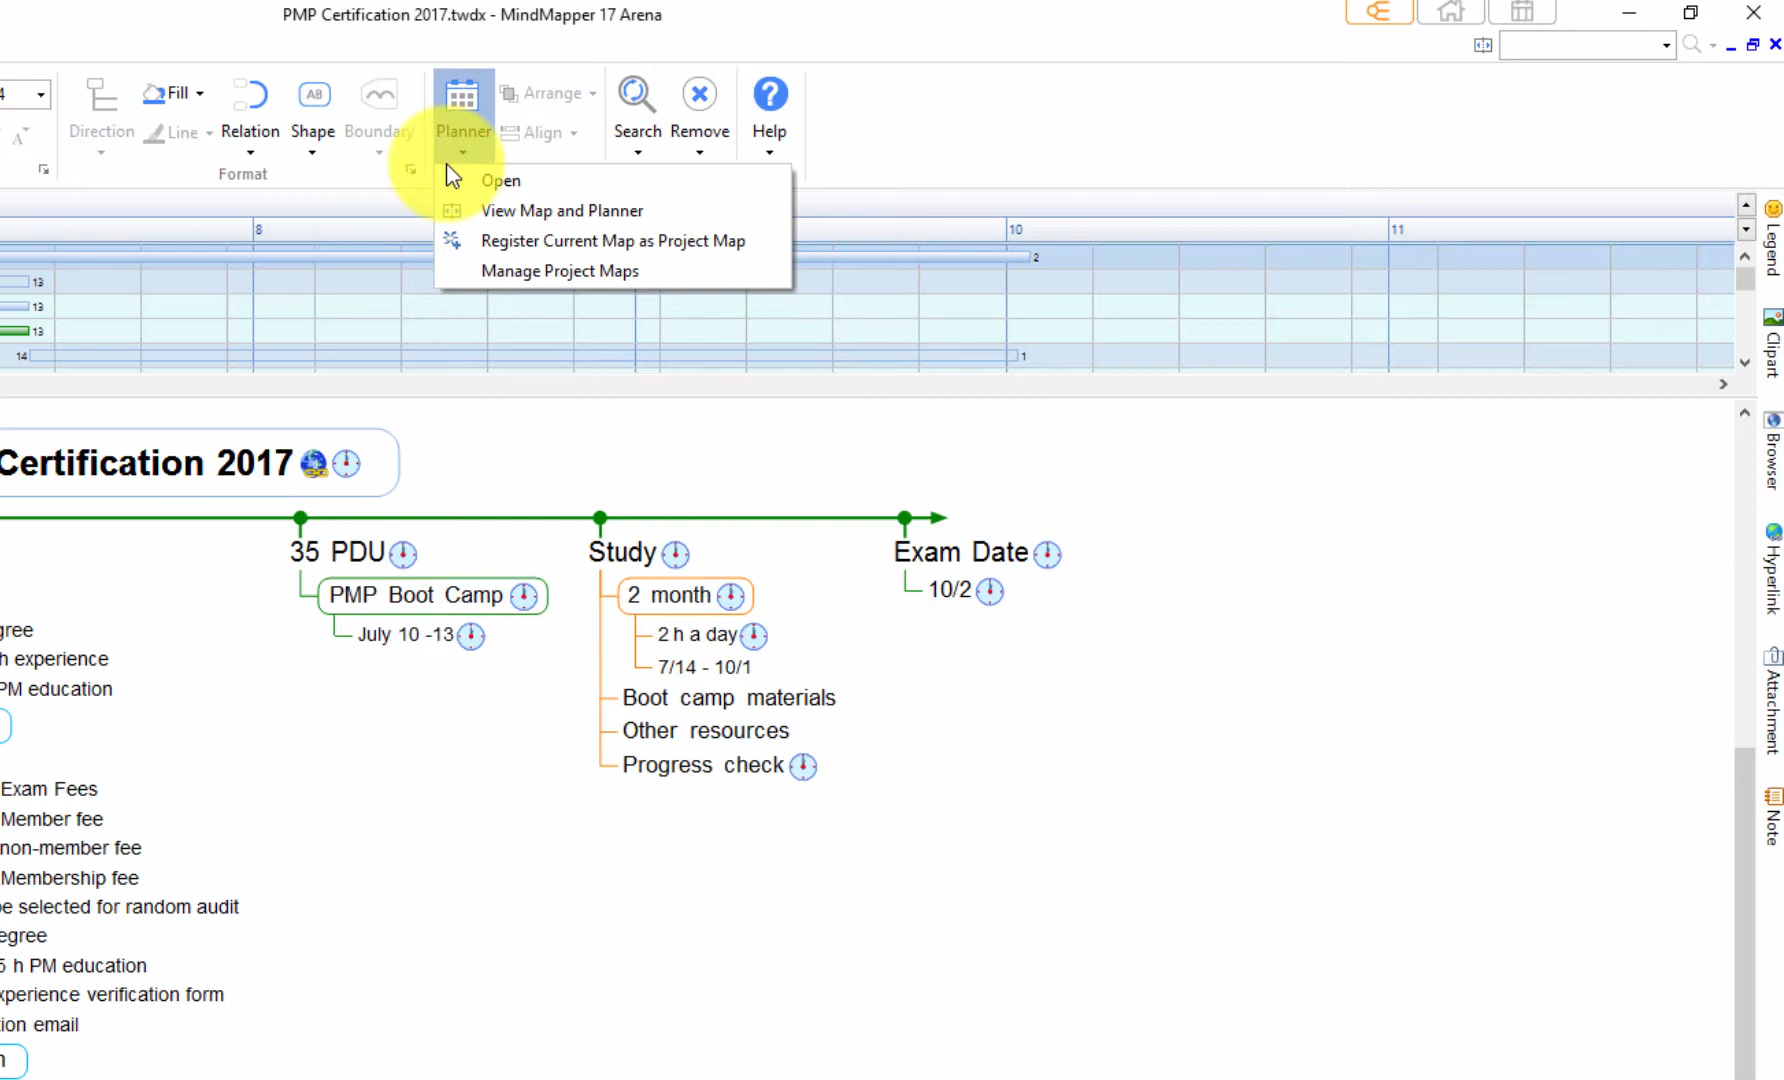 PMP Certification 2017.twdx - MindMapper 17 Arena
4
Fill
AB
Arrange
?
A
Direction
Line
Relation
Shape
Boundary
Planner
Align
Search
Remove
Help
Format
Open
View Map and Planner
Register Current Map as Project Map
Manage Project Maps
8
10
11
2
13
13
13
14
1
Legend
Clipart
Browser
Hyperlink
Attachment
Note
Certification 2017
35 PDU
Study
Exam Date
PMP Boot Camp
2 month
10/2
July 10 -13
2 h a day
7/14 - 10/1
Boot camp materials
Other resources
Progress check
gree
h experience
PM education
Exam Fees
Member fee
non-member fee
Membership fee
be selected for random audit
egree
5 h PM education
xperience verification form
tion email